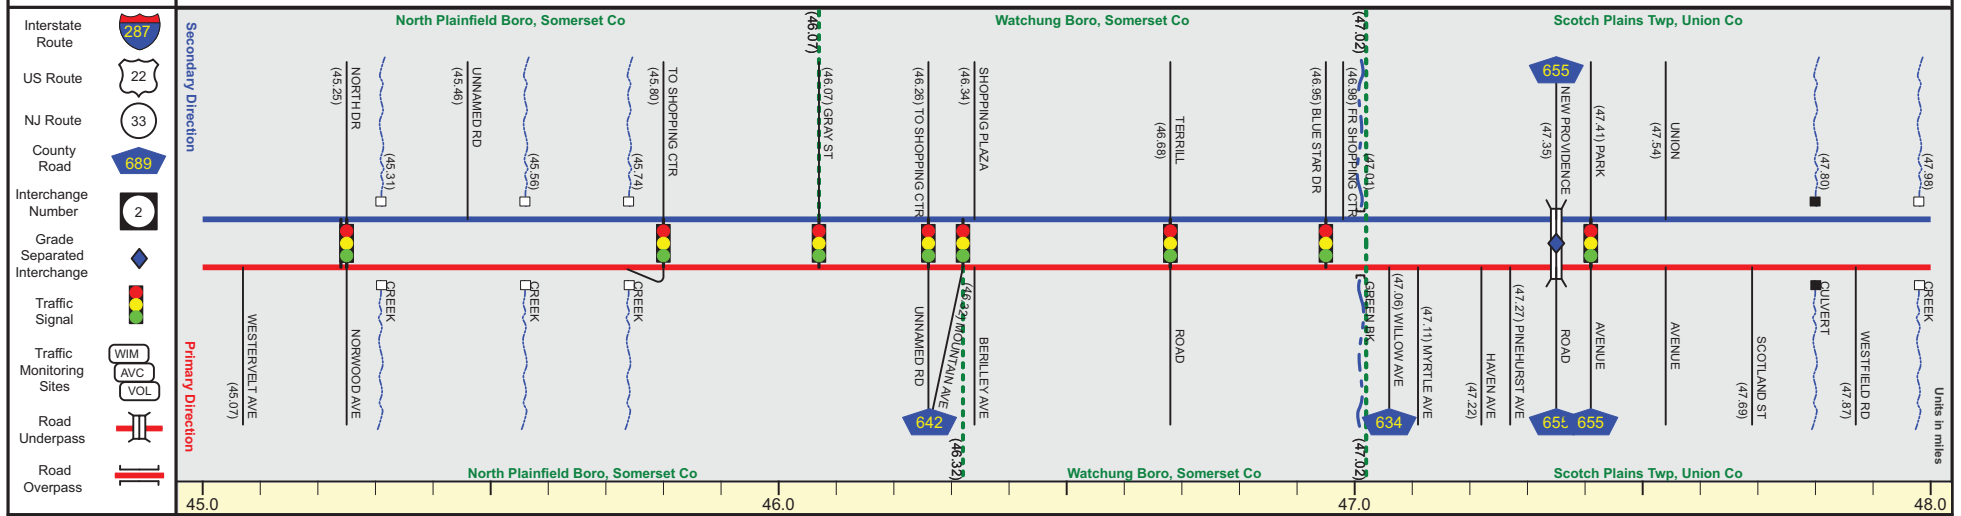 Interstate
Route
287
US Route
22
NJ Route
33
County
Road
689
Interchange
Number
2
Grade
Separated
Interchange
Traffic
Signal
Traffic
Monitoring
Sites
WIM
AVC
VOL
Road
Underpass
Road
Overpass
Secondary Direction
Primary Direction
North Plainfield Boro, Somerset Co
(46.07)
Watchung Boro, Somerset Co
(47.02)
Scotch Plains Twp, Union Co
(45.25)
NORTH DR
(45.31)
(45.46)
UNNAMED RD
(45.56)
(45.74)
(45.80)
TO SHOPPING CTR
(46.07) GRAY ST
(46.26) TO SHOPPING CTR
(46.34)
SHOPPING PLAZA
(46.68)
TERRILL
(46.95) BLUE STAR DR
(46.98) FR SHOPPING CTR
(47.01)
655
(47.35)
NEW PROVIDENCE
(47.41) PARK
(47.54)
UNION
(47.80)
(47.98)
WESTERVELT AVE
(45.07)
NORWOOD AVE
CREEK
CREEK
CREEK
UNNAMED RD
642
(46.32) MOUNTAIN AVE
BERILLEY AVE
ROAD
GREEN BK
(47.06) WILLOW AVE
634
(47.11) MYRTLE AVE
HAVEN AVE
(47.22)
(47.27) PINEHURST AVE
ROAD
655
AVENUE
655
AVENUE
SCOTLAND ST
(47.69)
CULVERT
WESTFIELD RD
(47.87)
CREEK
Units in miles
North Plainfield Boro, Somerset Co
(46.32)
Watchung Boro, Somerset Co
(47.02)
Scotch Plains Twp, Union Co
45.0
46.0
47.0
48.0